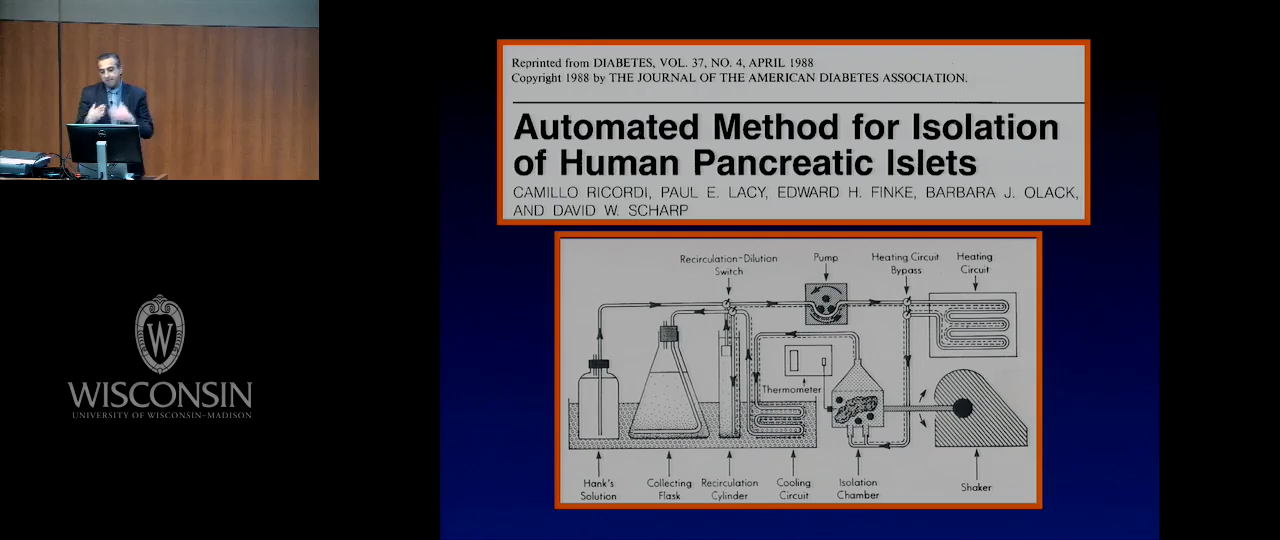 Reprinted from DIABETES, VOL. 37, NO. 4, APRIL 1988
Copyright 1988 by THE JOURNAL OF THE AMERICAN DIABETES ASSOCIATION.
Automated Method for Isolation
of Human Pancreatic Islets
CAMILLO RICORDI, PAUL E. LACY, EDWARD H. FINKE, BARBARA J. OLACK,
AND DAVID W. SCHARP
Recirculation-Dilution
Switch
Pump
Heating Circuit
Bypass
Heating
Circuit
Thermometer
Hank's
Solution
Collecting
Flask
Recirculation
Cylinder
Cooling
Circuit
Isolation
Chamber
Shaker
W
WISCONSIN
UNIVERSITY OF WISCONSIN–MADISON